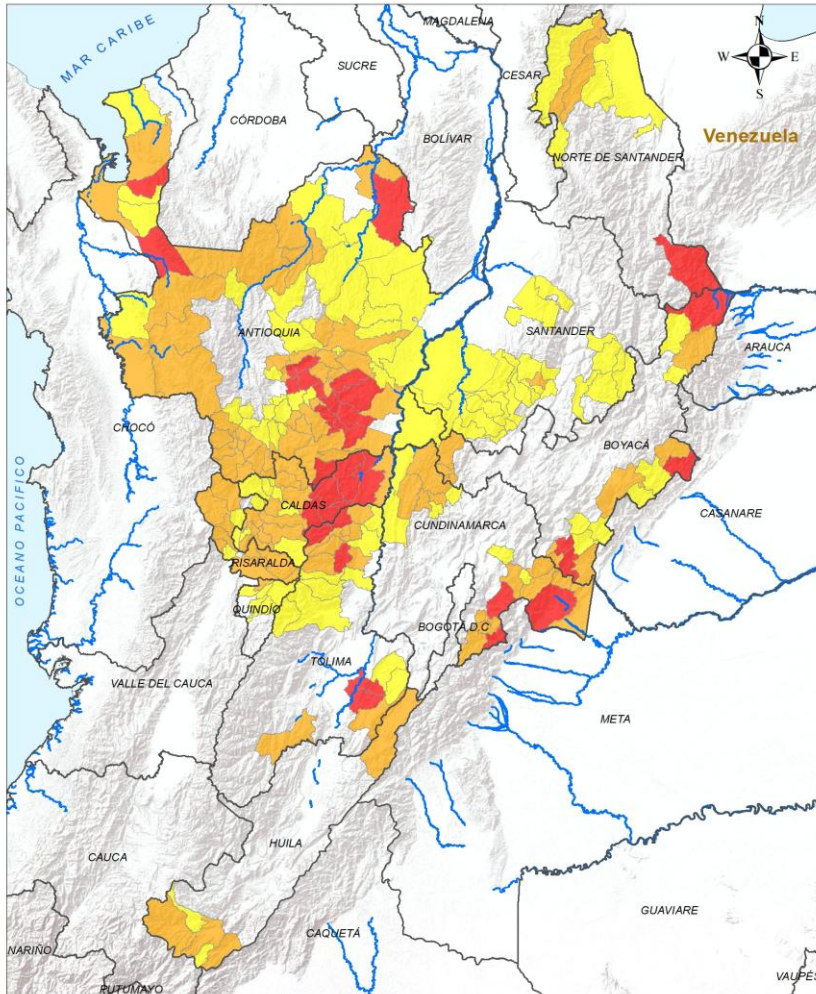 MAGDALENA
N
W
E
S
MAR CARIBE
SUCRE
CESAR
CÓRDOBA
BOLÍVAR
Venezuela
NORTE DE SANTANDER
ANTIOQUIA
SANTANDER
ARAUCA
CHOCÓ
BOYACÁ
CALDAS
CASANARE
CUNDINAMARCA
OCEANO PACIFICO
RISARALDA
QUINDÍO
BOGOTÁ, D.C
TOLIMA
VALLE DEL CAUCA
META
HUILA
CAUCA
GUAVIARE
CAQUETÁ
NARIÑO
PUTUMAYO
VAUPÉS